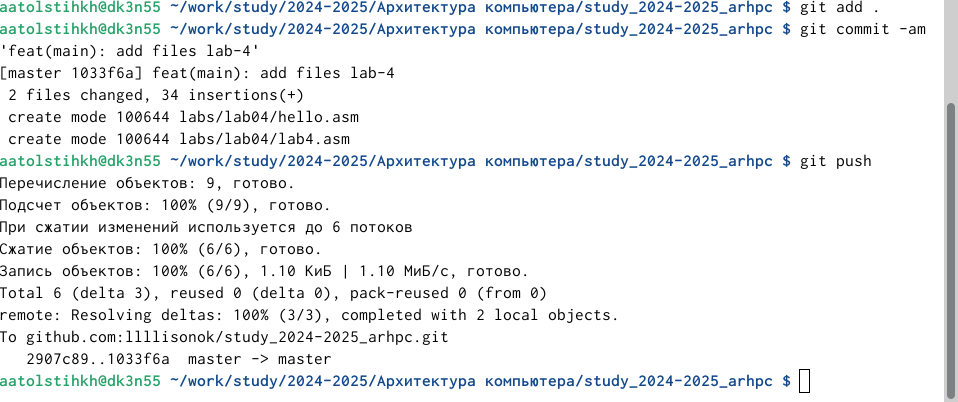 aatolstihkh@dk3n55 ~/work/study/2024-2025/Архитектура компьютера/study_2024-2025_arhpc $ git add .
aatolstihkh@dk3n55 ~/work/study/2024-2025/Архитектура компьютера/study_2024-2025_arhpc $ git commit -am
'feat(main): add files lab-4'
[master 1033f6a] feat(main): add files lab-4
 2 files changed, 34 insertions(+)
 create mode 100644 labs/lab04/hello.asm
 create mode 100644 labs/lab04/lab4.asm
aatolstihkh@dk3n55 ~/work/study/2024-2025/Архитектура компьютера/study_2024-2025_arhpc $ git push
Перечисление объектов: 9, готово.
Подсчет объектов: 100% (9/9), готово.
При сжатии изменений используется до 6 потоков
Сжатие объектов: 100% (6/6), готово.
Запись объектов: 100% (6/6), 1.10 КиБ | 1.10 МиБ/с, готово.
Total 6 (delta 3), reused 0 (delta 0), pack-reused 0 (from 0)
remote: Resolving deltas: 100% (3/3), completed with 2 local objects.
To github.com:llllisonok/study_2024-2025_arhpc.git
   2907c89..1033f6a  master -> master
aatolstihkh@dk3n55 ~/work/study/2024-2025/Архитектура компьютера/study_2024-2025_arhpc $